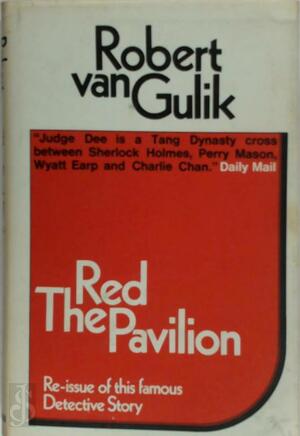 Robert
van Gulik
"Judge Dee is a Tang Dynasty cross
between Sherlock Holmes, Perry Mason,
Wyatt Earp and Charlie Chan." Daily Mail
Red
The Pavilion
Re-issue of this famous
Detective Story